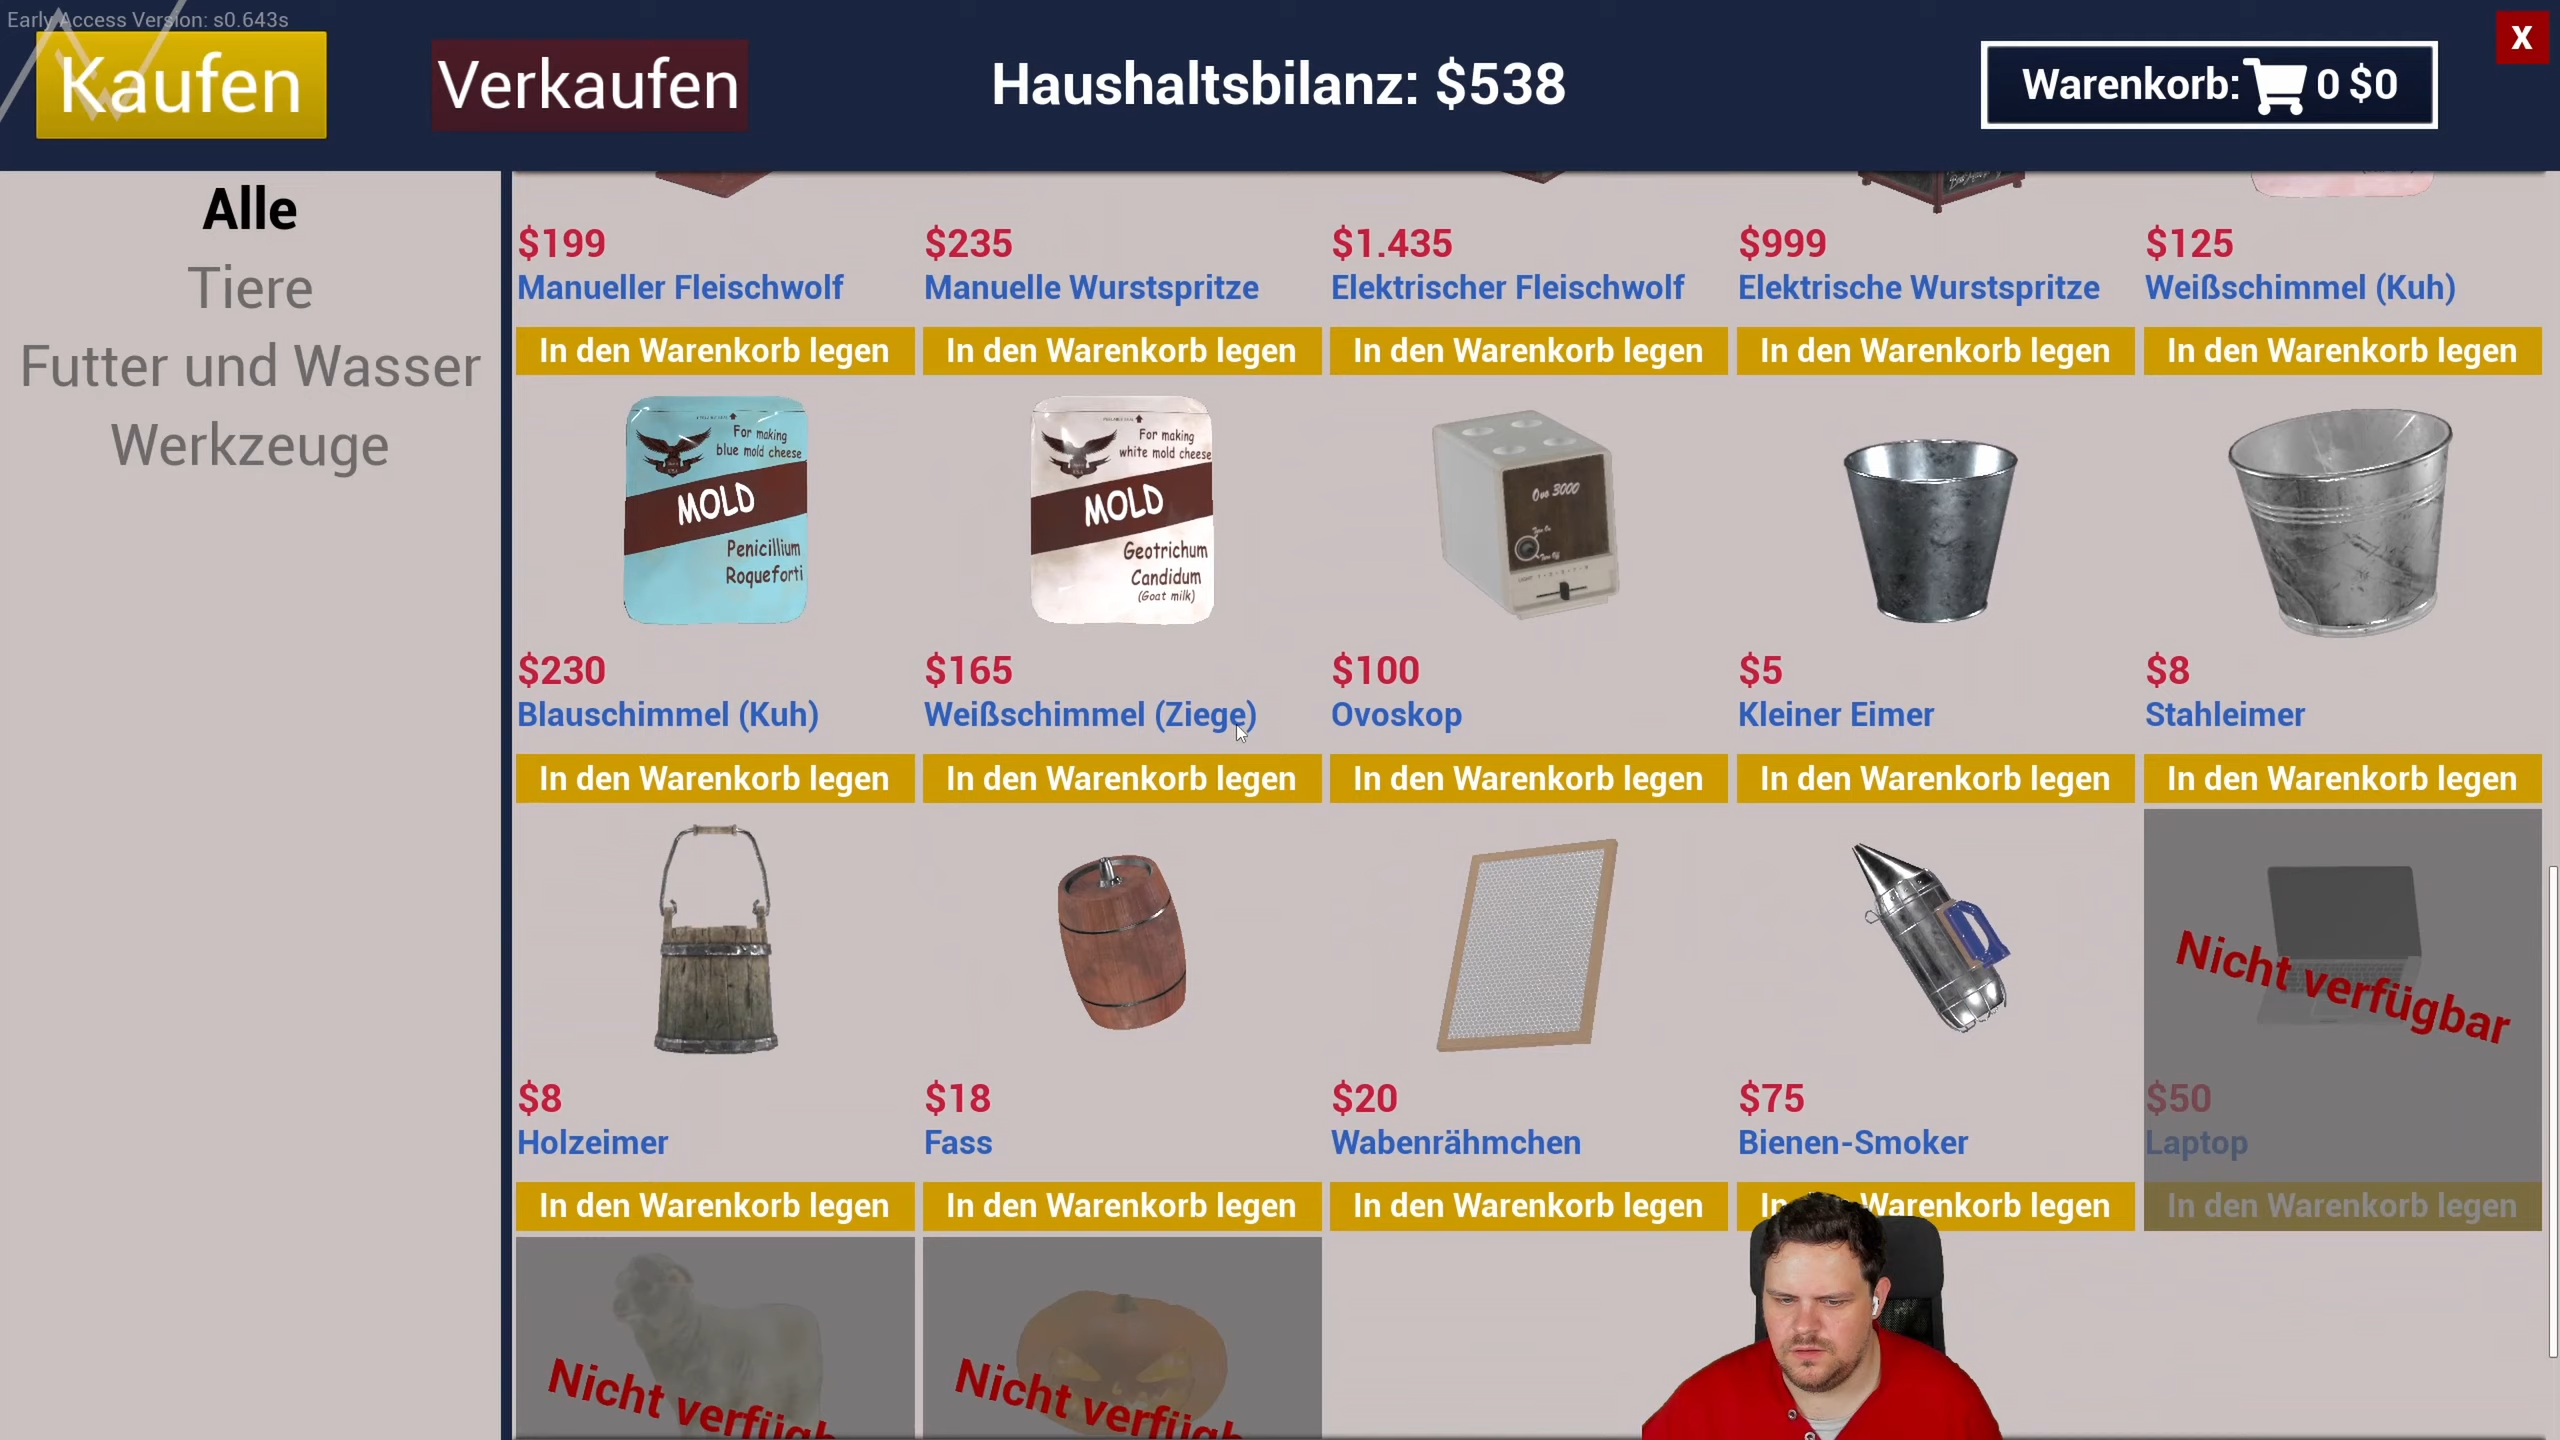 Early Access Version: s0.643s
Kaufen
Verkaufen
Haushaltsbilanz: $538
Warenkorb: 0 $0
X
Alle
Tiere
Futter und Wasser
Werkzeuge
$199
Manueller Fleischwolf
In den Warenkorb legen
$235
Manuelle Wurstspritze
In den Warenkorb legen
$1.435
Elektrischer Fleischwolf
In den Warenkorb legen
$999
Elektrische Wurstspritze
In den Warenkorb legen
$125
Weißschimmel (Kuh)
In den Warenkorb legen
For making
blue mold cheese
MOLD
Penicillium
Roqueforti
$230
Blauschimmel (Kuh)
In den Warenkorb legen
For making
white mold cheese
MOLD
Geotrichum
Candidum
(Goat milk)
$165
Weißschimmel (Ziege)
In den Warenkorb legen
Ovo 3000
$100
Ovoskop
In den Warenkorb legen
$5
Kleiner Eimer
In den Warenkorb legen
$8
Stahleimer
In den Warenkorb legen
$8
Holzeimer
In den Warenkorb legen
$18
Fass
In den Warenkorb legen
$20
Wabenrähmchen
In den Warenkorb legen
$75
Bienen-Smoker
In den Warenkorb legen
Nicht verfügbar
$50
Laptop
In den Warenkorb legen
Nicht verfügb
Nicht verfügb